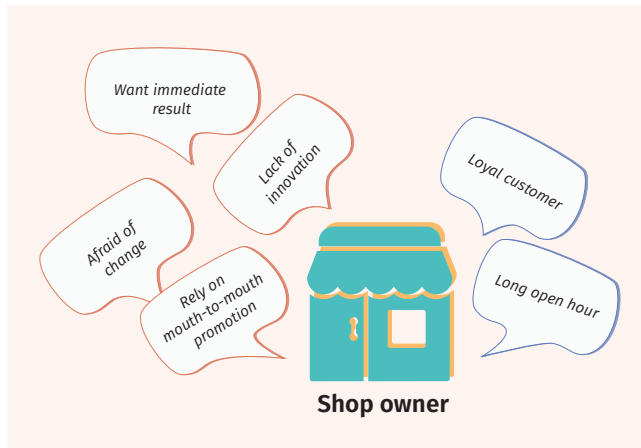 Want immediate
result
Lack of
innovation
Afraid of
change
Rely on
mouth-to-mouth
promotion
Loyal customer
Long open hour
Shop owner